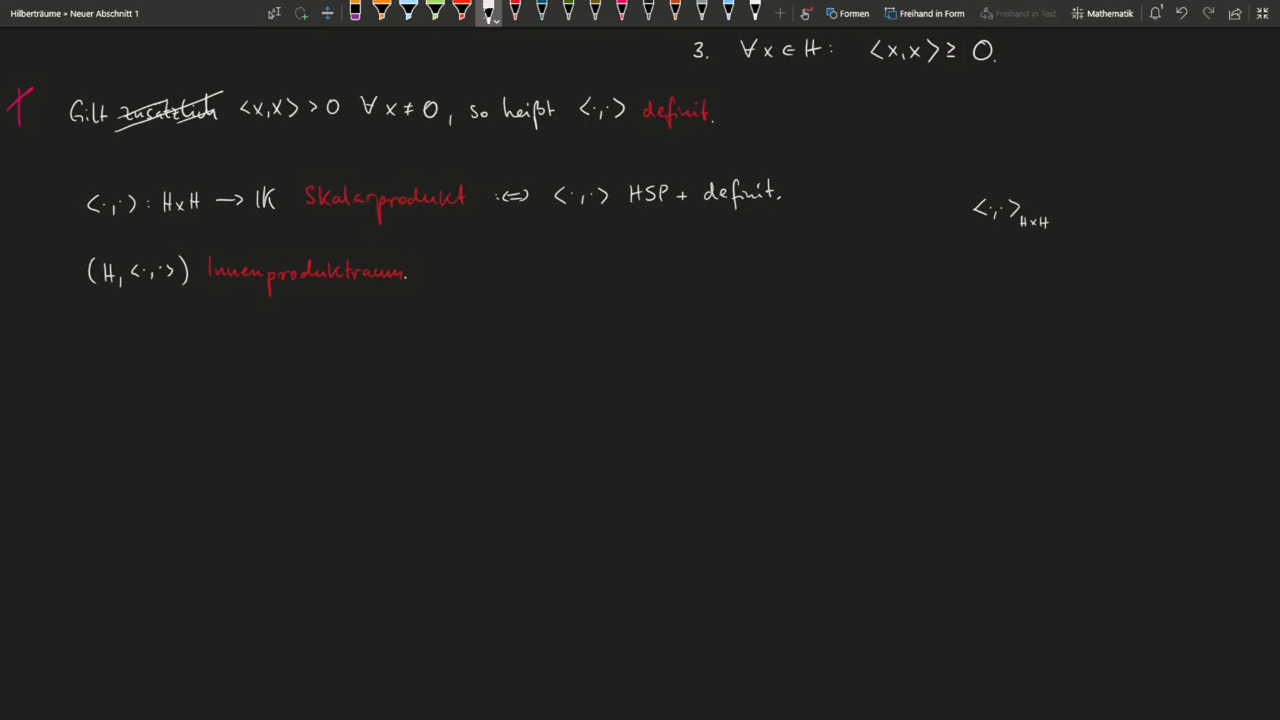 Hilberträume » Neuer Abschnitt 1
Formen
Freihand in Form
Freihand in Text
Mathematik
3. ∀ x ∈ H: <x,x> ≥ 0.
Gilt zusätzlich <x,x> > 0 ∀ x ≠ 0, so heißt <·,·> definit.
<·,·> : H×H → IK Skalarprodukt :⇔ <·,·> HSP + definit.
<·,·>H×H
(H, <·,·>) Innenproduktraum.